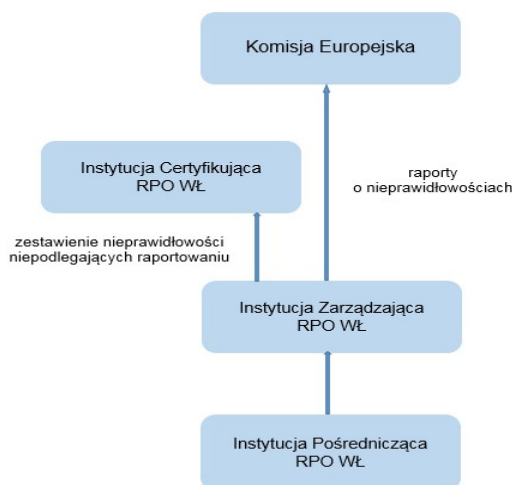 Komisja Europejska
Instytucja Certyfikująca
RPO WŁ
raporty
o nieprawidłowościach
zestawienie nieprawidłowości
niepodlegających raportowaniu
Instytucja Zarządzająca
RPO WŁ
Instytucja Pośrednicząca
RPO WŁ